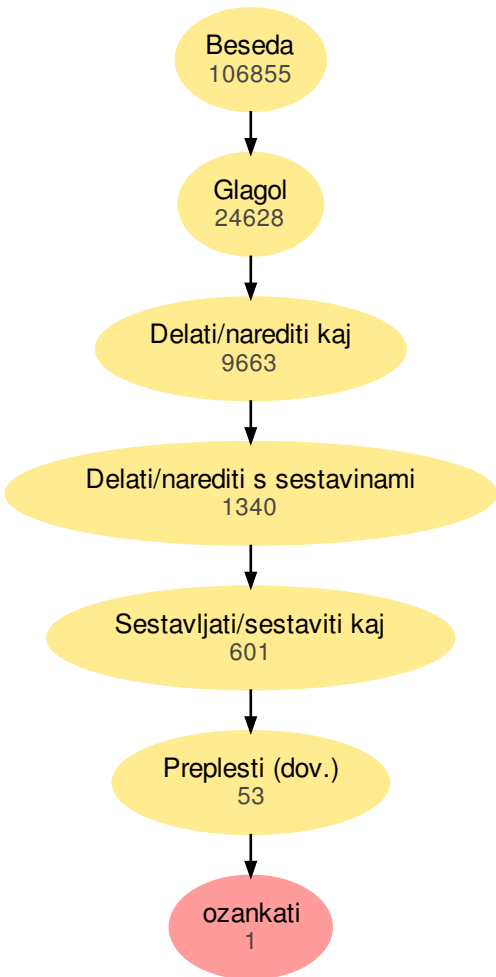 Beseda
106855
Glagol
24628
Delati/narediti kaj
9663
Delati/narediti s sestavinami
1340
Sestavljati/sestaviti kaj
601
Preplesti (dov.)
53
ozankati
1